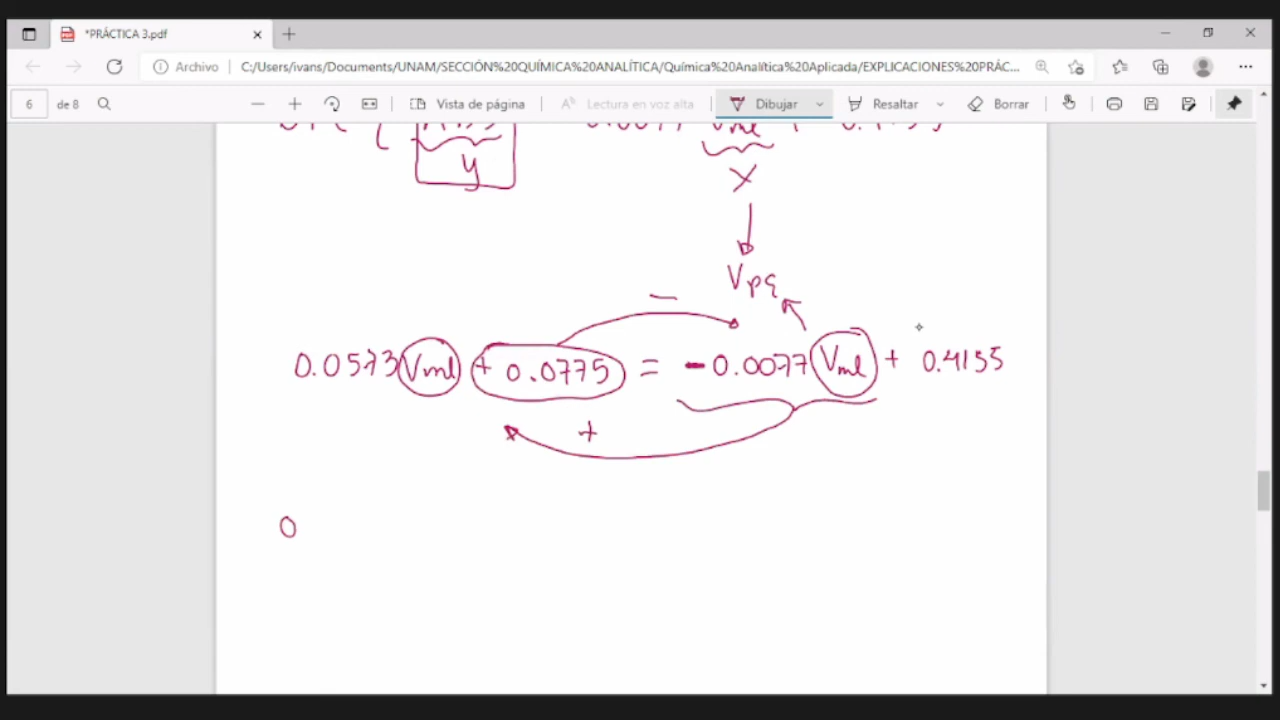 *PRÁCTICA 3.pdf
Archivo C:/Users/ivans/Documents/UNAM/SECCIÓN%20QUÍMICA%20ANALÍTICA/Química%20Analítica%20Aplicada/EXPLICACIONES%20PRÁC...
6 de 8 Vista de página Lectura en voz alta Dibujar Resaltar Borrar
y
X
Vpq
−
0.0573 Vml + 0.0775 = -0.0077 Vml + 0.4155
+
0